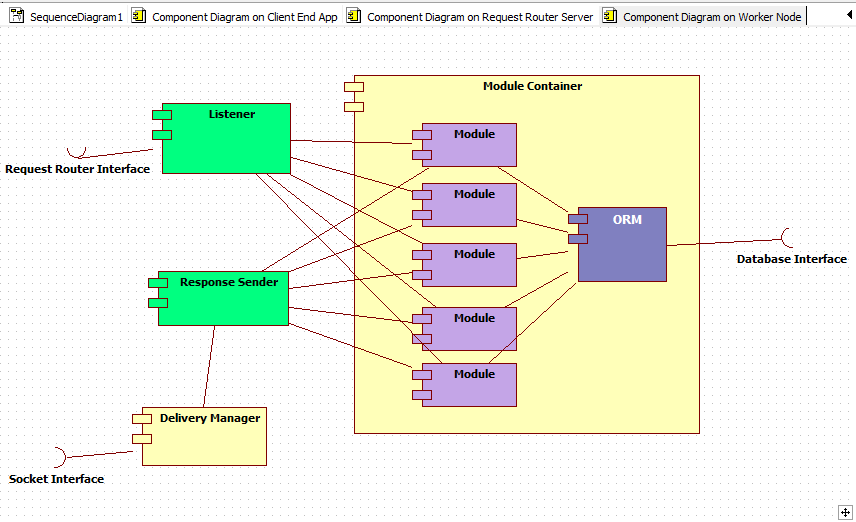 SequenceDiagram1
Component Diagram on Client End App
Component Diagram on Request Router Server
Component Diagram on Worker Node
Module Container
Listener
Module
Request Router Interface
Module
ORM
Module
Database Interface
Response Sender
Module
Module
Delivery Manager
Socket Interface